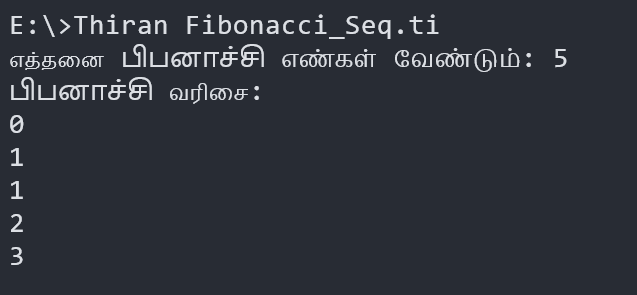 E:\>Thiran Fibonacci_Seq.ti
எத்தனை பிபனாச்சி எண்கள் வேண்டும்: 5
பிபனாச்சி வரிசை:
0
1
1
2
3